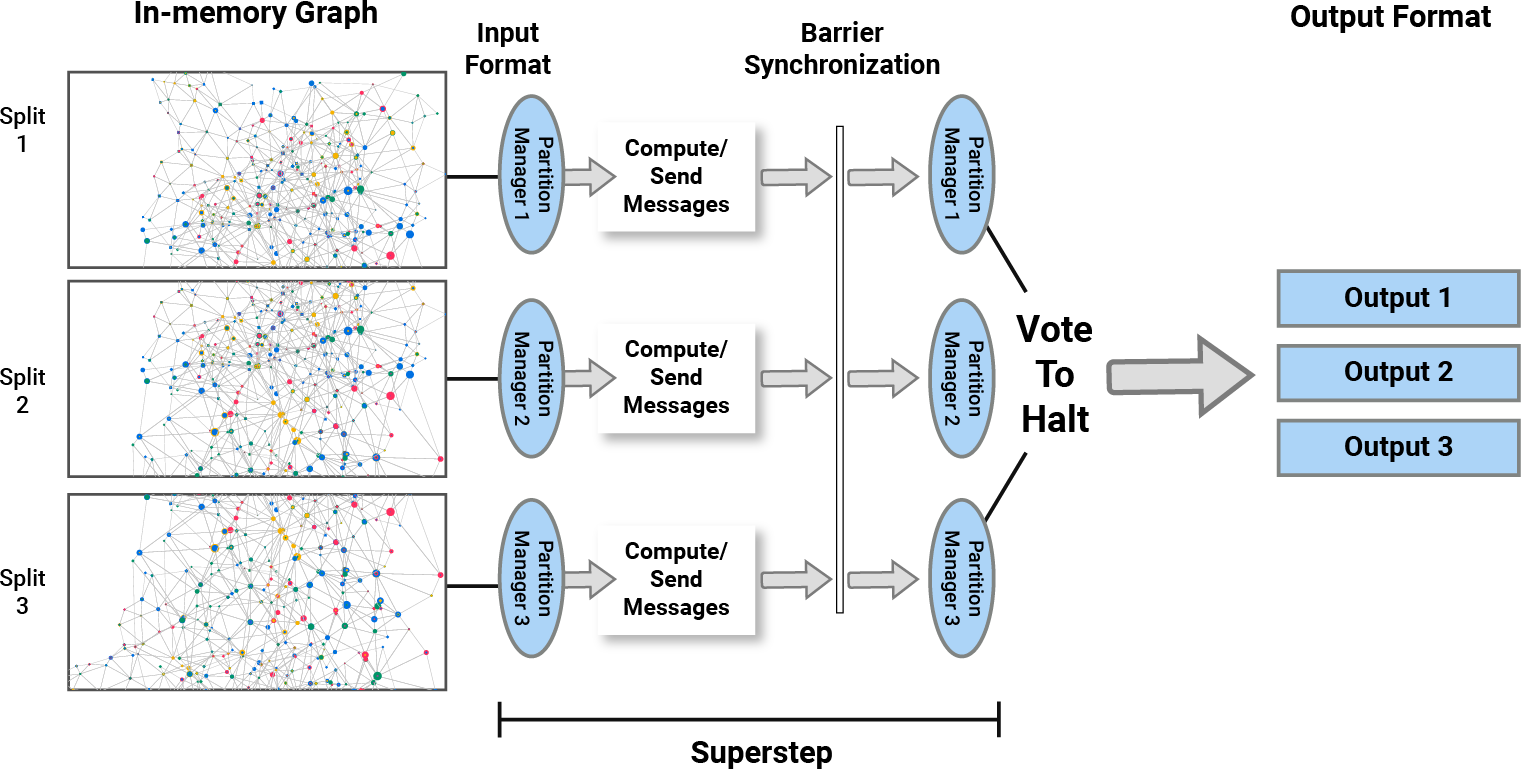 In-memory Graph
Input
Format
Barrier
Synchronization
Output Format
Split
1
Partition
Manager 1
Compute/
Send
Messages
Partition
Manager 1
Split
2
Partition
Manager 2
Compute/
Send
Messages
Partition
Manager 2
Split
3
Partition
Manager 3
Compute/
Send
Messages
Partition
Manager 3
Vote
To
Halt
Output 1
Output 2
Output 3
Superstep